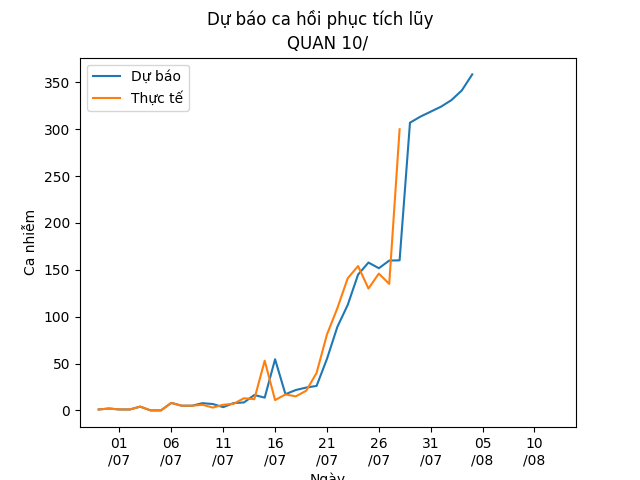 Dự báo ca hồi phục tích lũy
QUAN 10/
Dự báo
Thực tế
Ca nhiễm
350
300
250
200
150
100
50
0
01 06 11 16 21 26 31 05 10
/07 /07 /07 /07 /07 /07 /07 /08 /08
Ngày